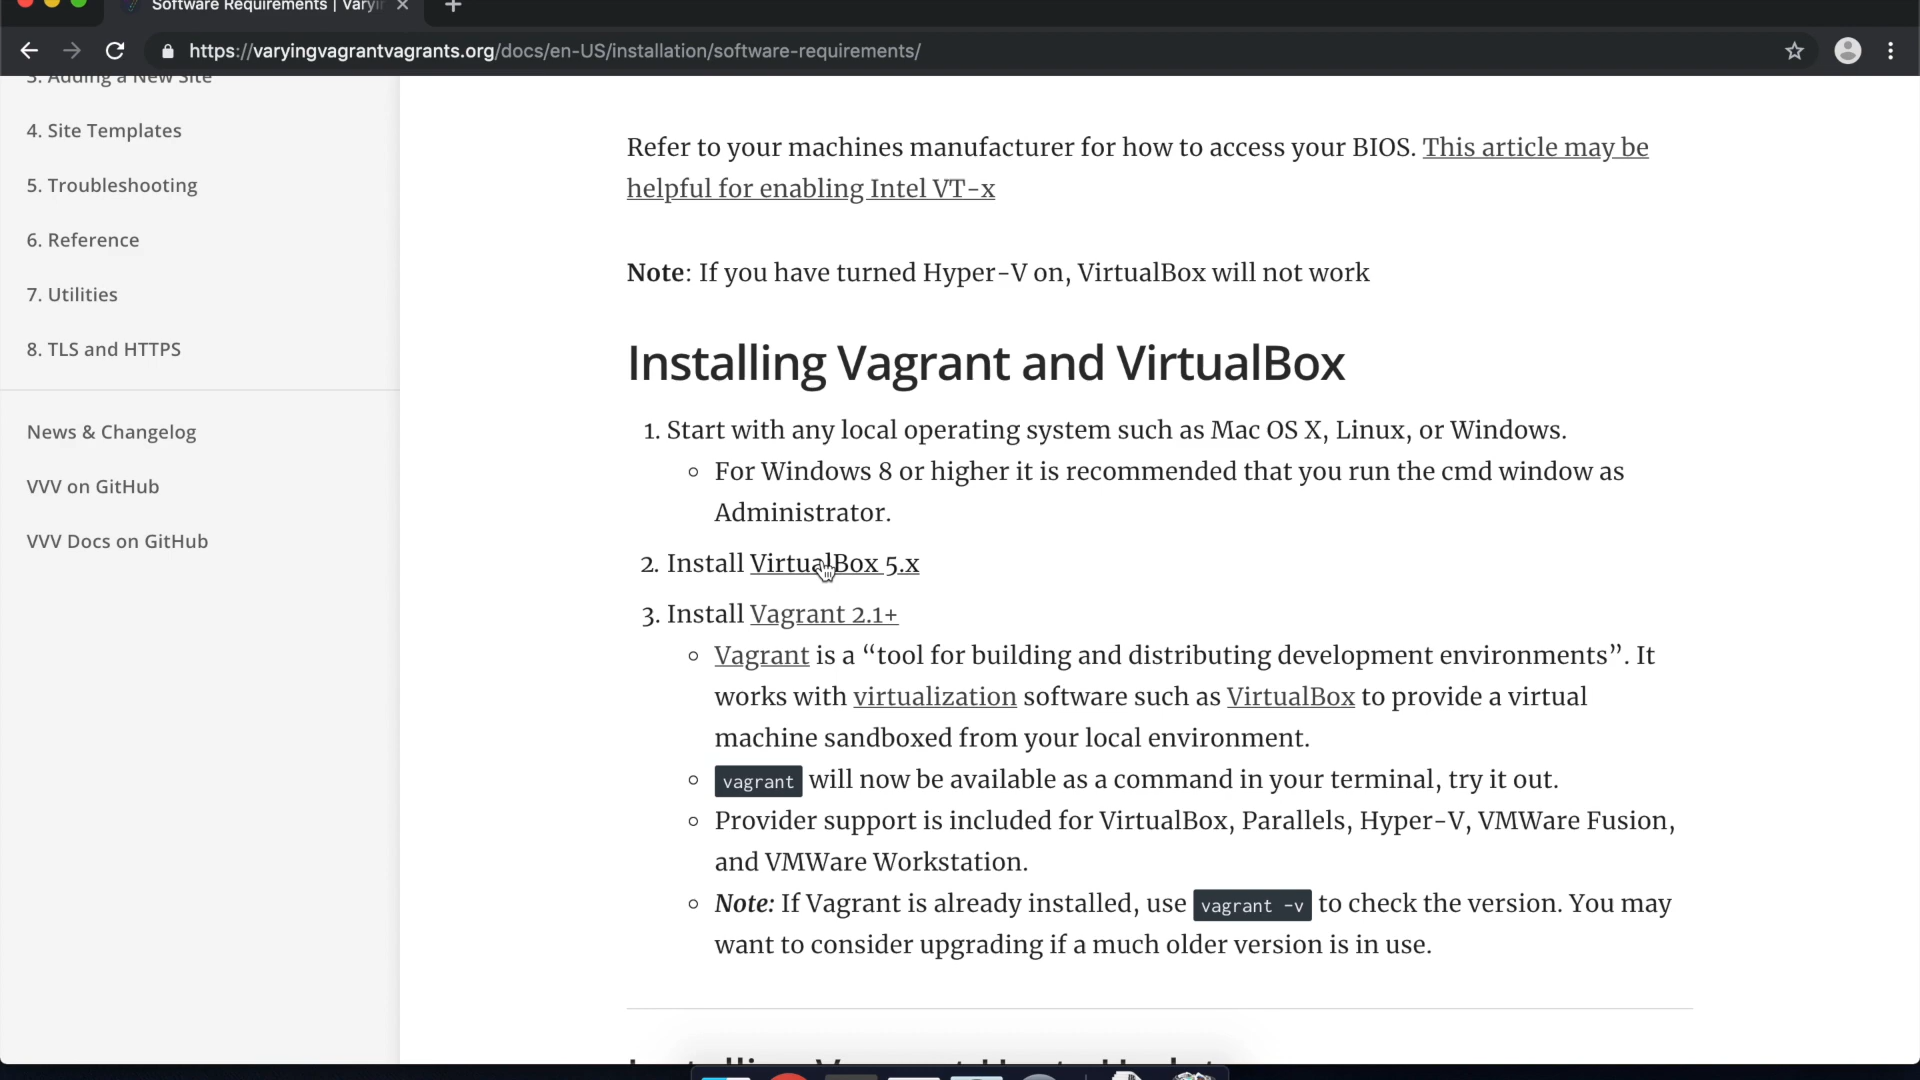 Software Requirements | Varyi
https://varyingvagrantvagrants.org/docs/en-US/installation/software-requirements/
3. Adding a New Site
4. Site Templates
5. Troubleshooting
6. Reference
7. Utilities
8. TLS and HTTPS
News & Changelog
VVV on GitHub
VVV Docs on GitHub
Refer to your machines manufacturer for how to access your BIOS. This article may be
helpful for enabling Intel VT-x
Note: If you have turned Hyper-V on, VirtualBox will not work
Installing Vagrant and VirtualBox
1. Start with any local operating system such as Mac OS X, Linux, or Windows.
For Windows 8 or higher it is recommended that you run the cmd window as
Administrator.
2. Install VirtualBox 5.x
3. Install Vagrant 2.1+
Vagrant is a “tool for building and distributing development environments”. It
works with virtualization software such as VirtualBox to provide a virtual
machine sandboxed from your local environment.
vagrant will now be available as a command in your terminal, try it out.
Provider support is included for VirtualBox, Parallels, Hyper-V, VMWare Fusion,
and VMWare Workstation.
Note: If Vagrant is already installed, use vagrant -v to check the version. You may
want to consider upgrading if a much older version is in use.